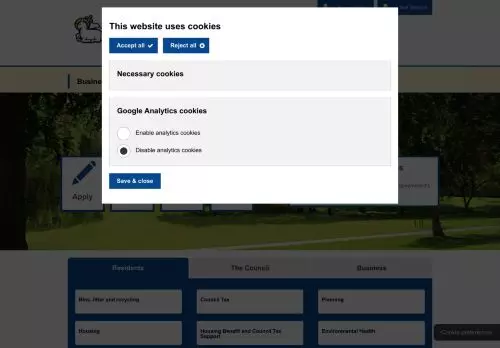 This website uses cookies
Accept all
Reject all
Necessary cookies
Google Analytics cookies
Enable analytics cookies
Disable analytics cookies
Save & close
Apply
Residents
The Council
Business
Bins, litter and recycling
Council Tax
Planning
Housing
Housing Benefit and Council Tax
Support
Environmental Health
Cookie preferences